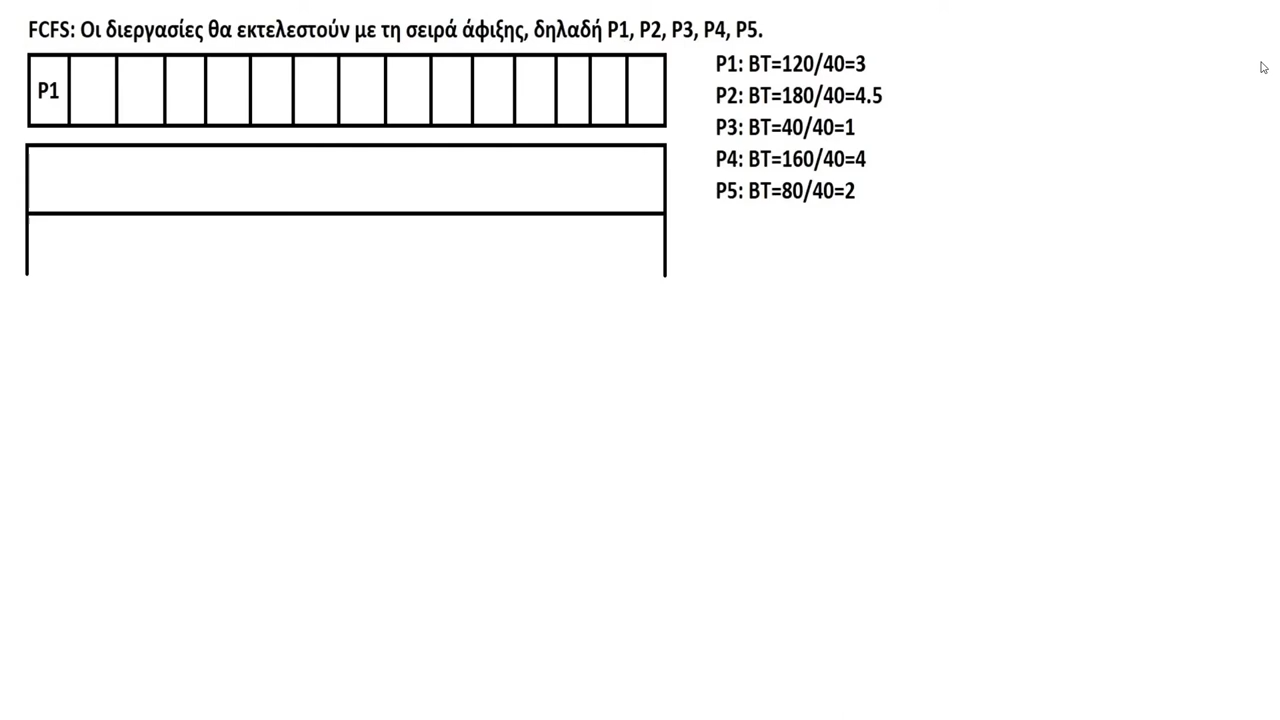 FCFS: Οι διεργασίες θα εκτελεστούν με τη σειρά άφιξης, δηλαδή P1, P2, P3, P4, P5.
P1
P1: BT=120/40=3
P2: BT=180/40=4.5
P3: BT=40/40=1
P4: BT=160/40=4
P5: BT=80/40=2